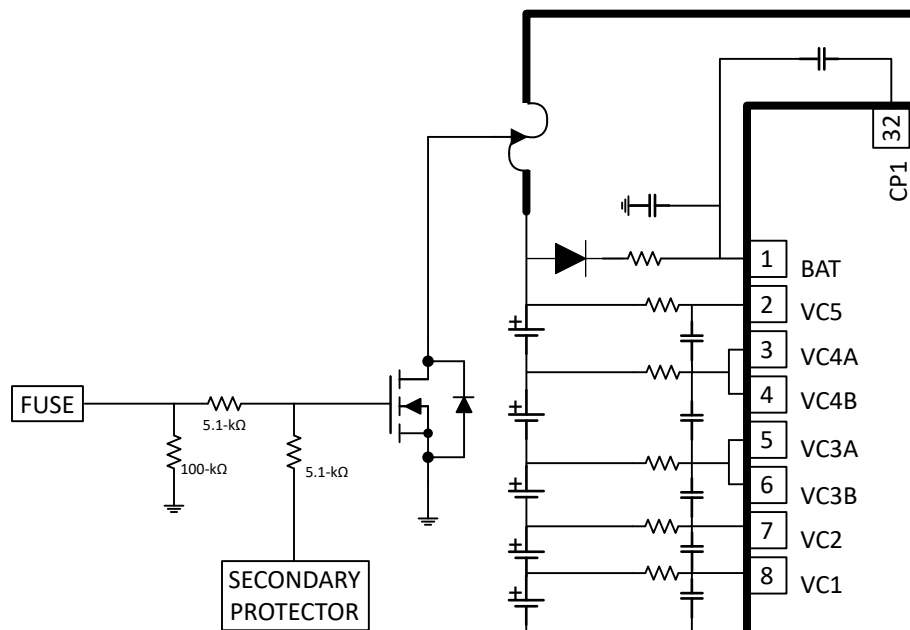 32
CP1
1 BAT
2 VC5
3 VC4A
4 VC4B
5 VC3A
6 VC3B
7 VC2
8 VC1
FUSE
5.1-kΩ
100-kΩ
5.1-kΩ
SECONDARY
PROTECTOR
+
+
+
+
+